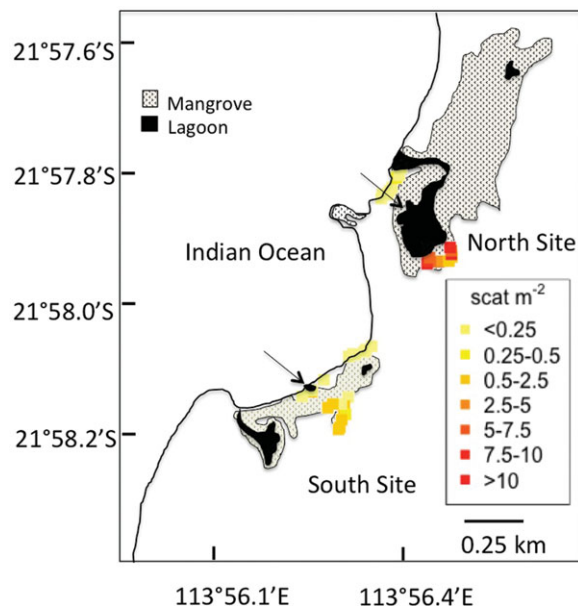 21°57.6’S
Mangrove
Lagoon
21°57.8’S
Indian Ocean
North Site
21°58.0’S
scat m-2
<0.25
0.25-0.5
0.5-2.5
2.5-5
5-7.5
7.5-10
>10
21°58.2’S
South Site
0.25 km
113°56.1’E
113°56.4’E